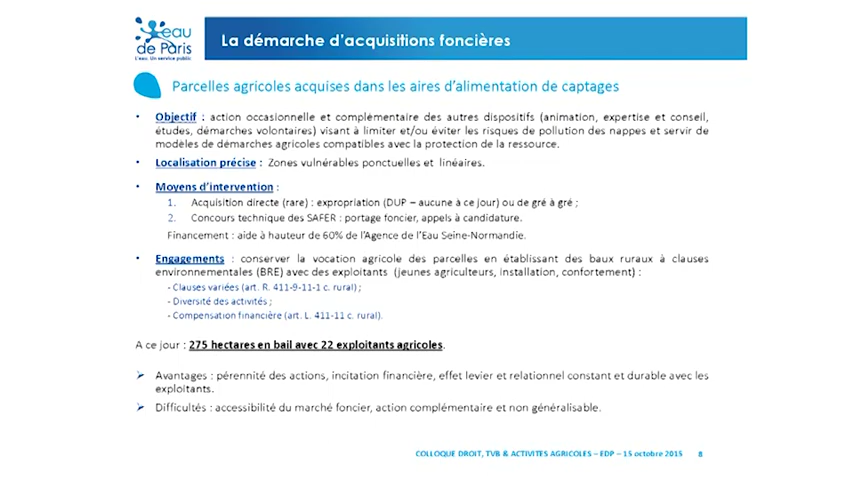 eau
de Paris
L'eau. Un service public
La démarche d'acquisitions foncières
Parcelles agricoles acquises dans les aires d'alimentation de captages
• Objectif : action occasionnelle et complémentaire des autres dispositifs (animation, expertise et conseil,
études, démarches volontaires) visant à limiter et/ou éviter les risques de pollution des nappes et servir de
modèles de démarches agricoles compatibles avec la protection de la ressource.
• Localisation précise : Zones vulnérables ponctuelles et linéaires.
• Moyens d'intervention :
1. Acquisition directe (rare) : expropriation (DUP – aucune à ce jour) ou de gré à gré ;
2. Concours technique des SAFER : portage foncier, appels à candidature.
Financement : aide à hauteur de 60% de l'Agence de l'Eau Seine-Normandie.
• Engagements : conserver la vocation agricole des parcelles en établissant des baux ruraux à clauses
environnementales (BRE) avec des exploitants (jeunes agriculteurs, installation, confortement) :
- Clauses variées (art. R. 411-9-11-1 c. rural) ;
- Diversité des activités ;
- Compensation financière (art. L. 411-11 c. rural).
A ce jour : 275 hectares en bail avec 22 exploitants agricoles.
➢ Avantages : pérennité des actions, incitation financière, effet levier et relationnel constant et durable avec les
exploitants.
➢ Difficultés : accessibilité du marché foncier, action complémentaire et non généralisable.
COLLOQUE DROIT, TVB & ACTIVITES AGRICOLES – EDP – 15 octobre 2015 8